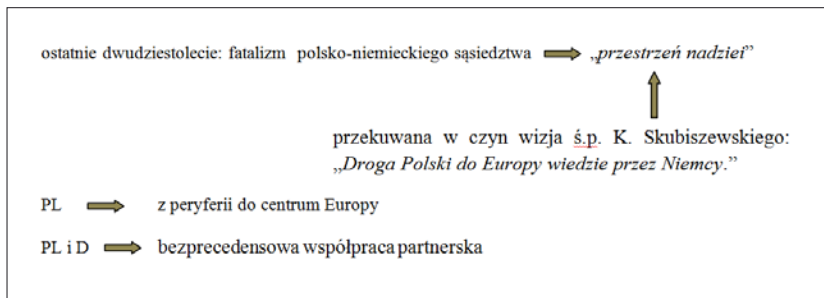 ostatnie dwudziestolecie: fatalizm polsko-niemieckiego sąsiedztwa „przestrzeń nadziei”
przekuwana w czyn wizja ś.p. K. Skubiszewskiego:
„Droga Polski do Europy wiedzie przez Niemcy.”
PL z peryferii do centrum Europy
PL i D bezprecedensowa współpraca partnerska